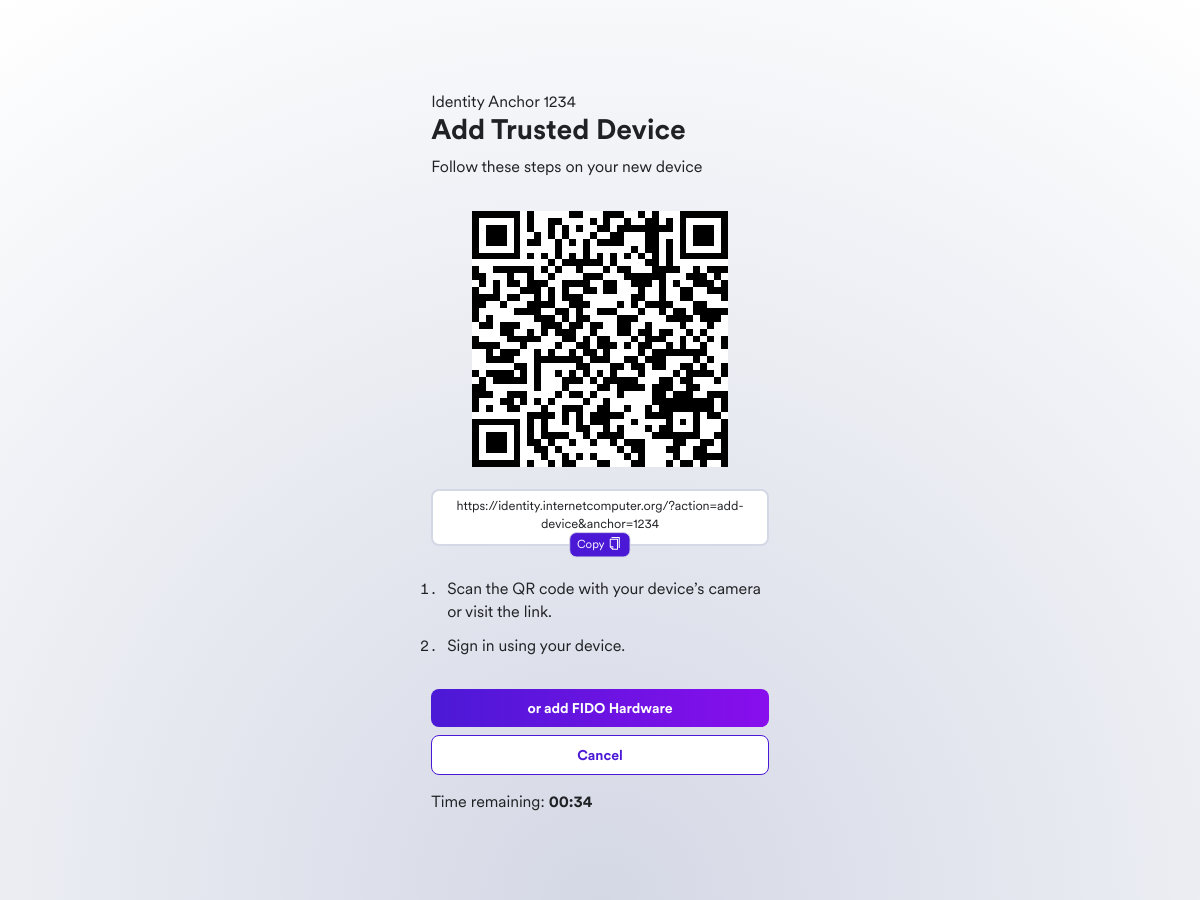 Identity Anchor 1234
Add Trusted Device
Follow these steps on your new device
https://identity.internetcomputer.org/?action=add-
device&anchor=1234
Copy
1. Scan the QR code with your device’s camera
or visit the link.
2. Sign in using your device.
or add FIDO Hardware
Cancel
Time remaining: 00:34